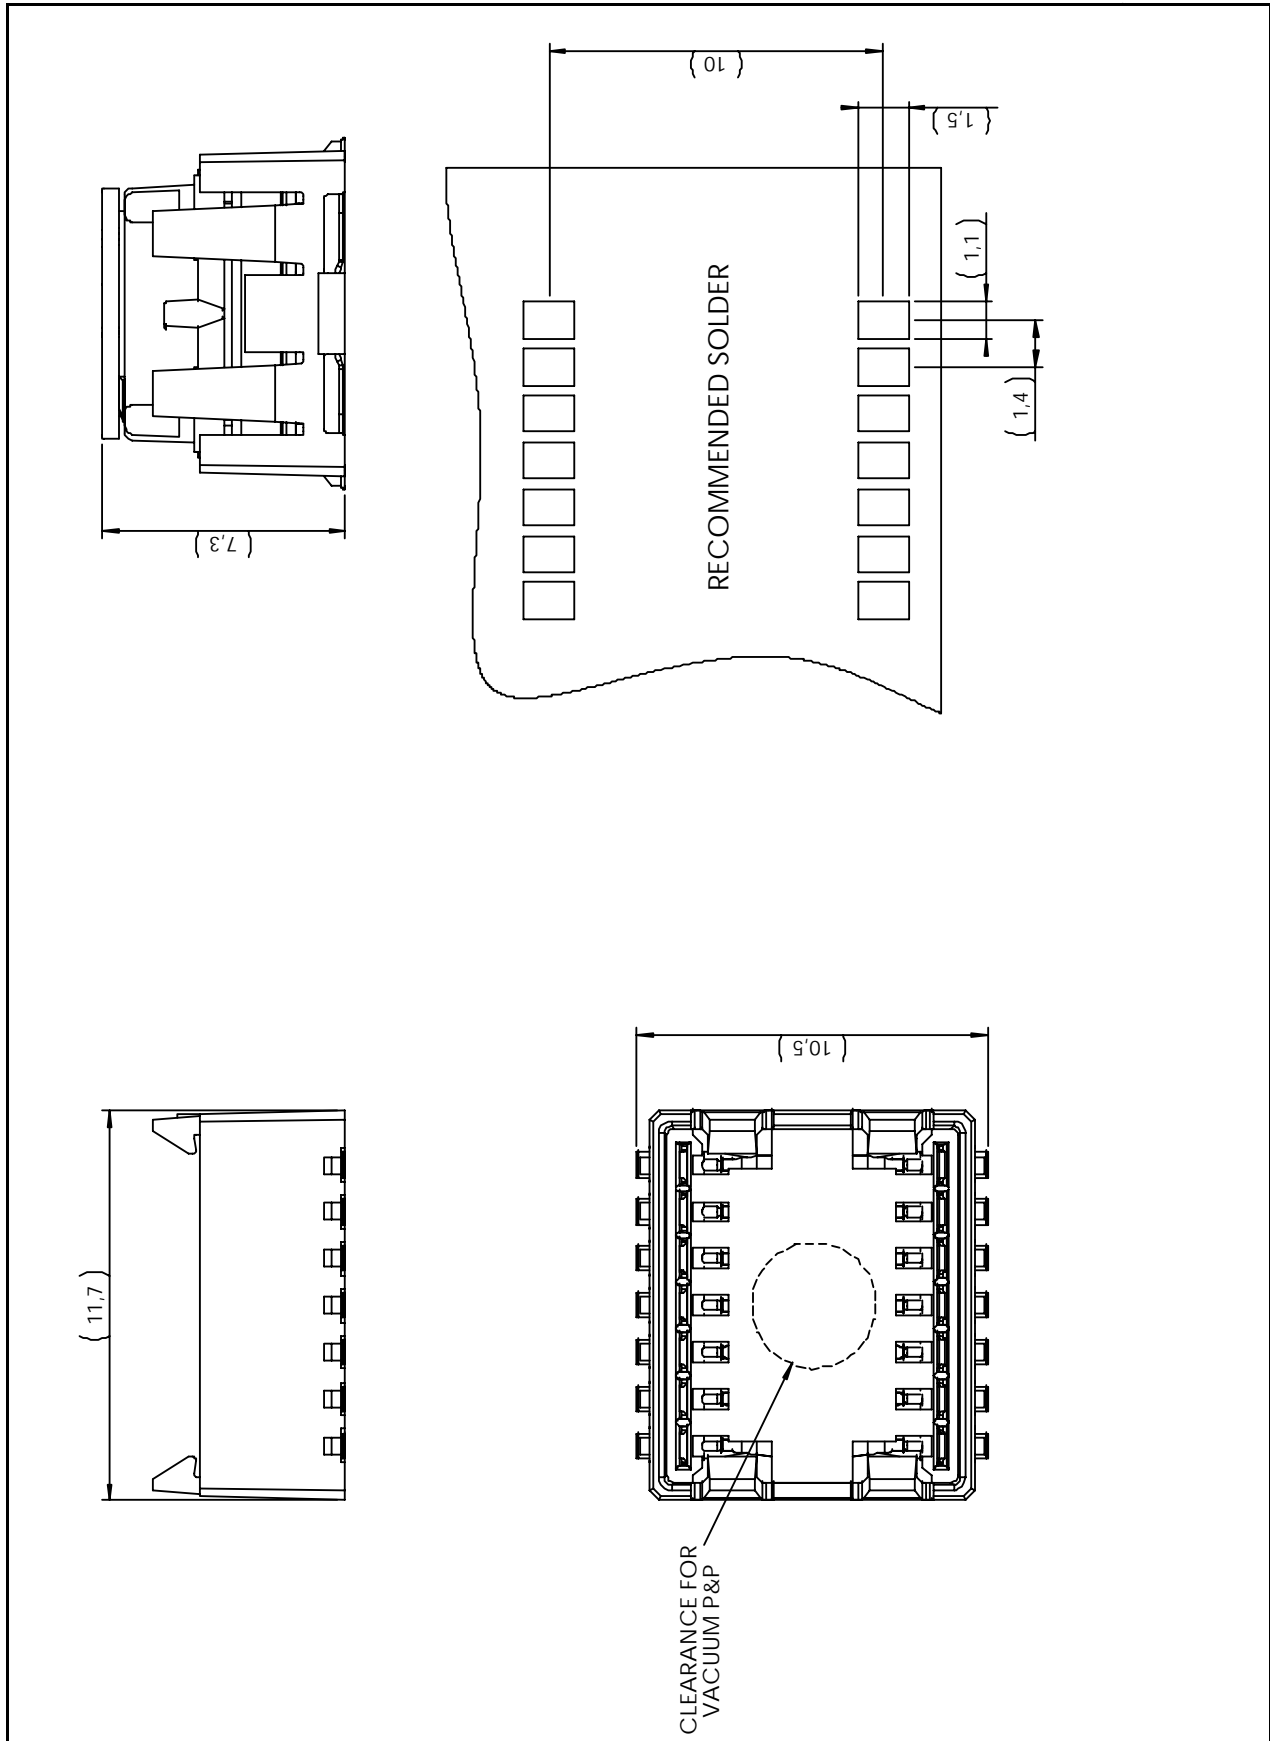 ( 11,7 )
( 7,3 )
CLEARANCE FOR
VACUUM P&P
( 10,5 )
RECOMMENDED SOLDER
( 10 )
( 1,5 )
( 1,1 )
( 1,4 )